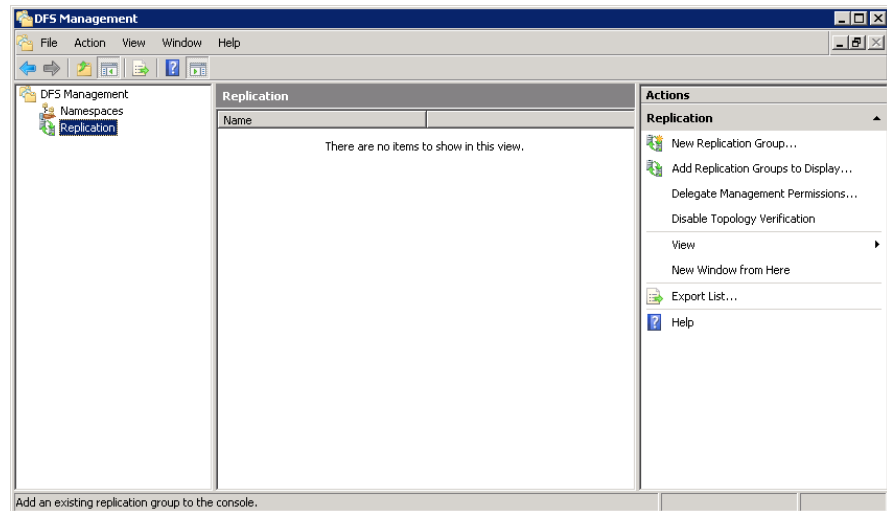 DFS Management
File Action View Window Help
DFS Management
Namespaces
Replication
Replication
Name
There are no items to show in this view.
Actions
Replication
New Replication Group...
Add Replication Groups to Display...
Delegate Management Permissions...
Disable Topology Verification
View
New Window from Here
Export List...
Help
Add an existing replication group to the console.